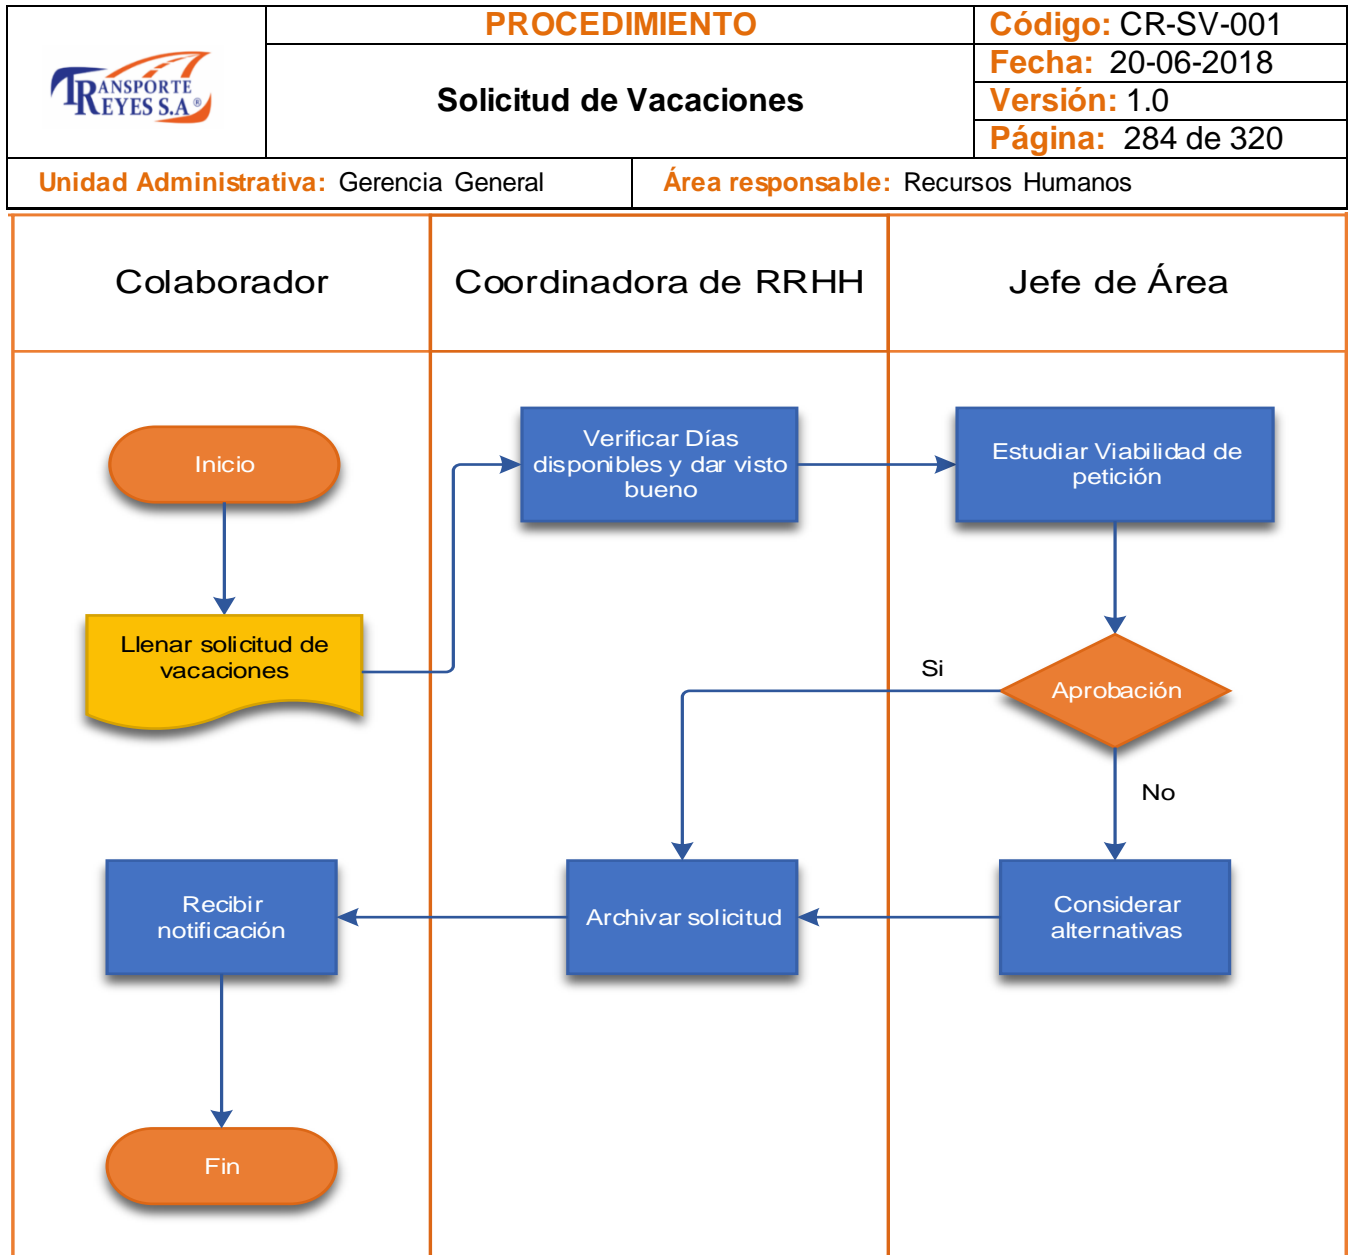 TRANSPORTE
REYES S.A®
PROCEDIMIENTO
Solicitud de Vacaciones
Código: CR-SV-001
Fecha: 20-06-2018
Versión: 1.0
Página: 284 de 320
Unidad Administrativa: Gerencia General
Área responsable: Recursos Humanos
Colaborador
Coordinadora de RRHH
Jefe de Área
Inicio
Verificar Días
disponibles y dar visto
bueno
Estudiar Viabilidad de
petición
Llenar solicitud de
vacaciones
Si
Aprobación
No
Recibir
notificación
Archivar solicitud
Considerar
alternativas
Fin